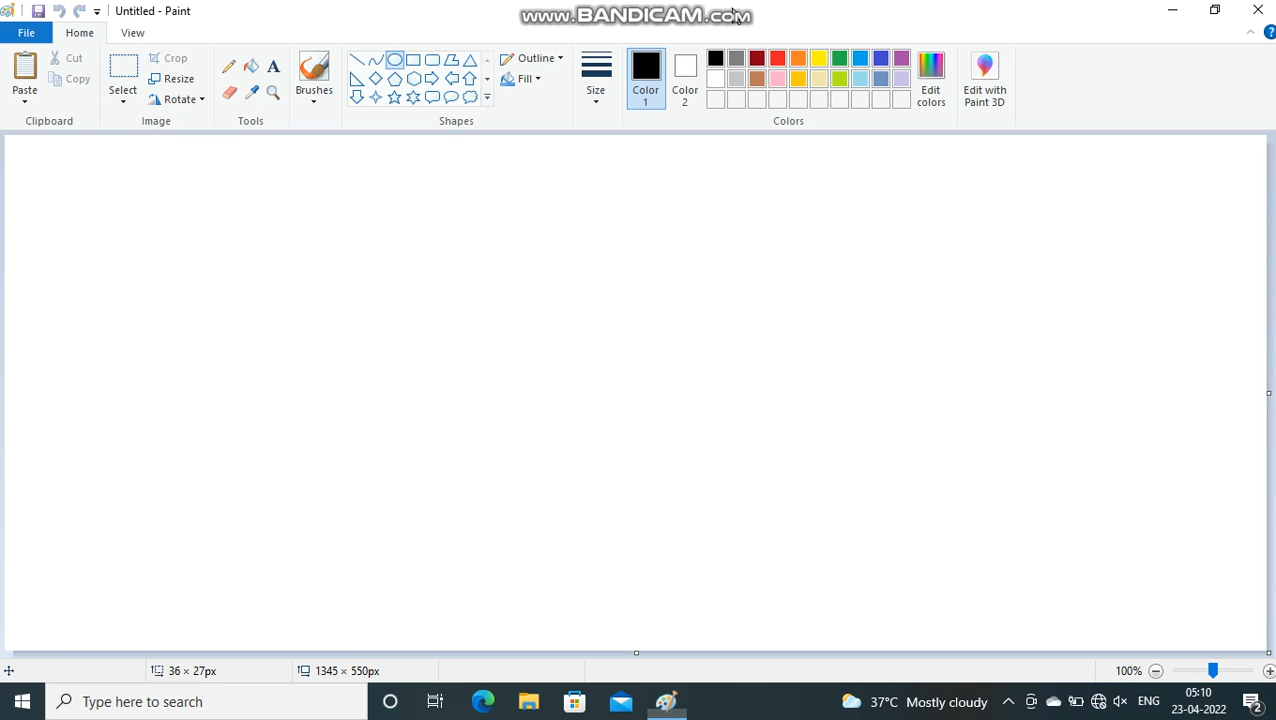 Untitled - Paint
www.BANDICAM.com
File
Home
View
Paste
Cut
Copy
Clipboard
Select
Crop
Resize
Rotate
Image
Tools
Brushes
Shapes
Outline
Fill
Size
Color
1
Color
2
Colors
Edit
colors
Edit with
Paint 3D
36 × 27px
1345 × 550px
100%
Type here to search
37°C Mostly cloudy
ENG
05:10
23-04-2022
2